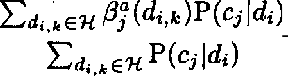 ∑_{d_{i,k}∈ℋ} β_j^a(d_{i,k})P(c_j|d_i)
∑_{d_{i,k}∈ℋ} P(c_j|d_i)